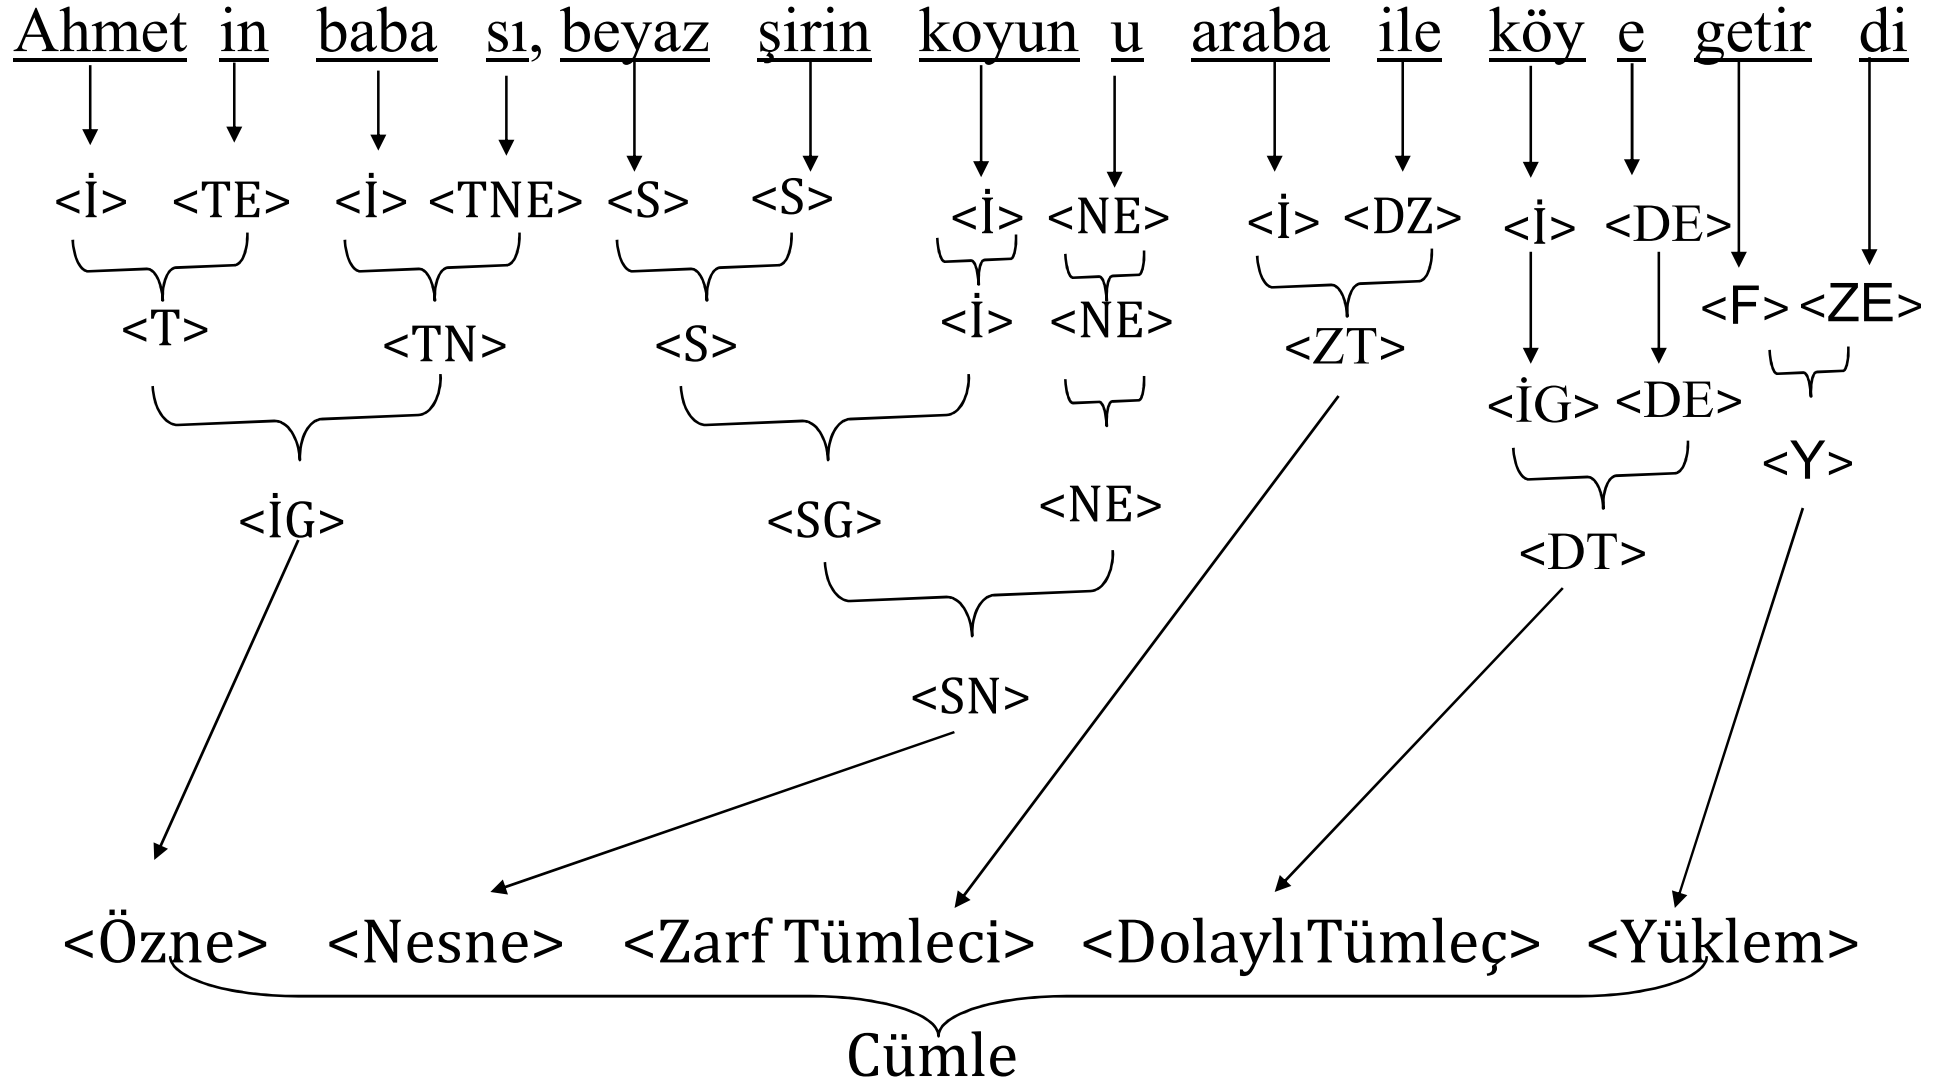 Ahmet in baba sı, beyaz şirin koyun u araba ile köy e getir di
<İ> <TE> <İ> <TNE> <S> <S> <İ> <NE> <İ> <DZ> <İ> <DE>
<T> <TN> <S> <İ> <NE> <ZT> <F> <ZE>
<İG> <DE>
<İG> <SG> <NE> <Y>
<DT>
<SN>
<Özne> <Nesne> <Zarf Tümleci> <DolaylıTümleç> <Yüklem>
Cümle